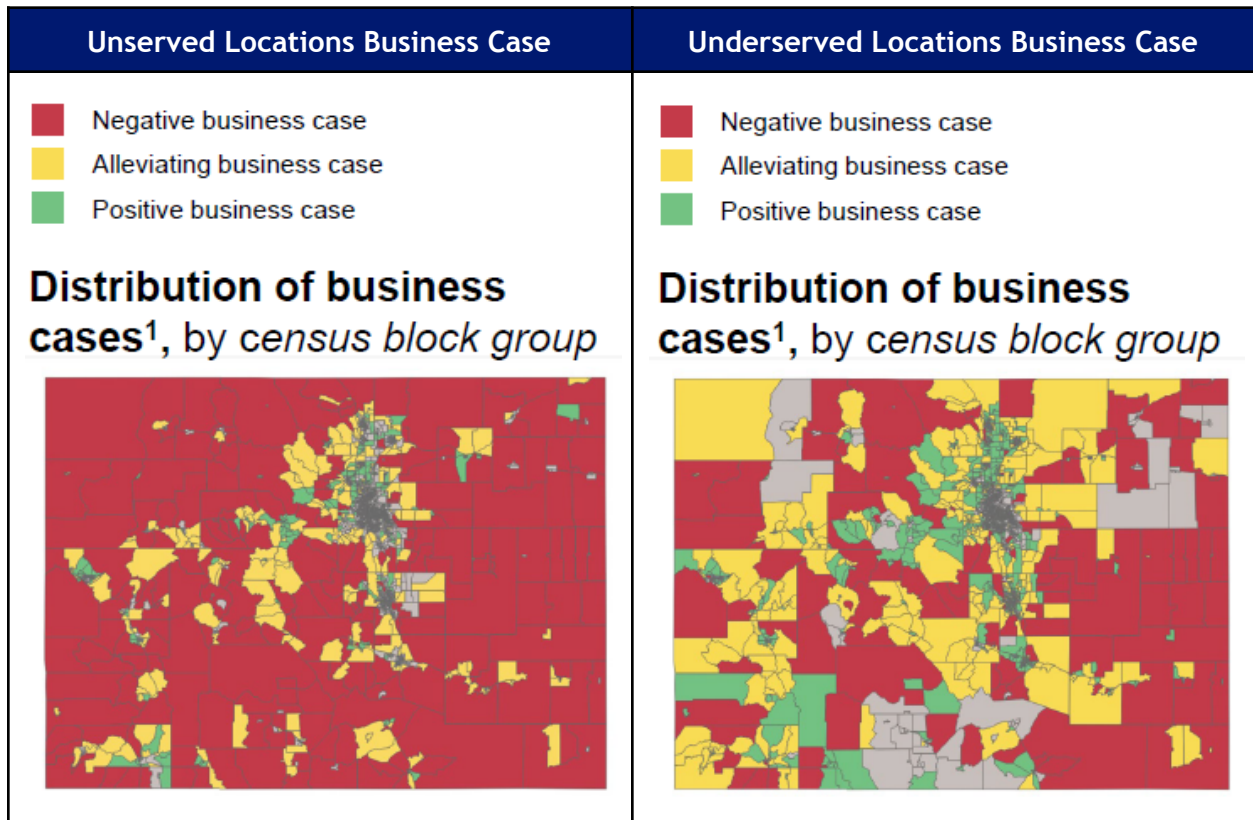 Unserved Locations Business Case
Underserved Locations Business Case
Negative business case
Alleviating business case
Positive business case
Distribution of business
cases¹, by census block group
Negative business case
Alleviating business case
Positive business case
Distribution of business
cases¹, by census block group